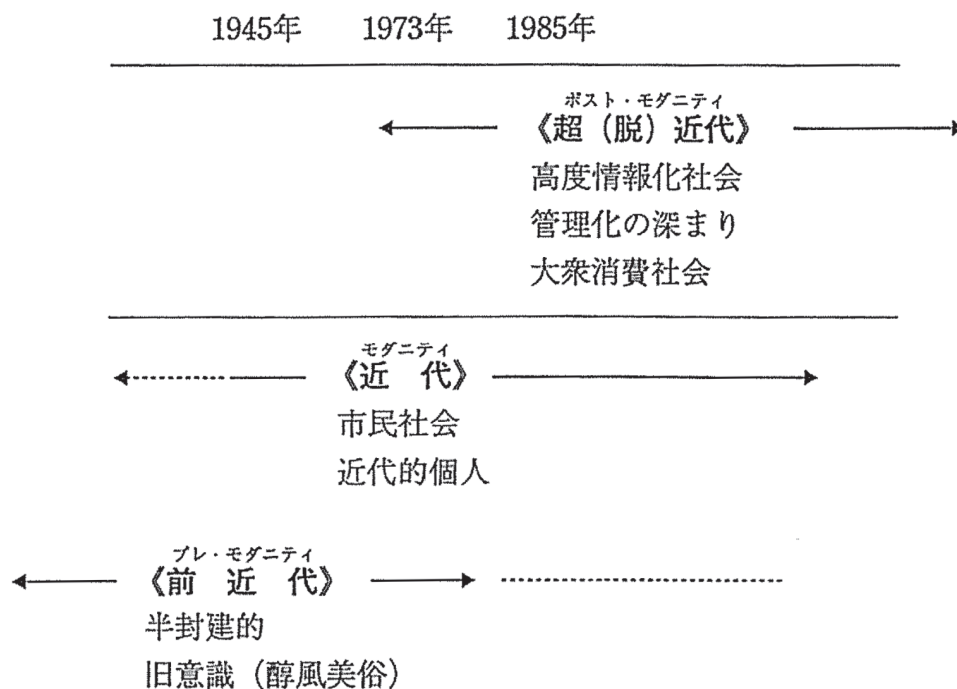 1945年 1973年 1985年
ポスト・モダニティ
《超（脱）近代》
高度情報化社会
管理化の深まり
大衆消費社会
モダニティ
《近 代》
市民社会
近代的個人
プレ・モダニティ
《前 近 代》
半封建的
旧意識（醇風美俗）